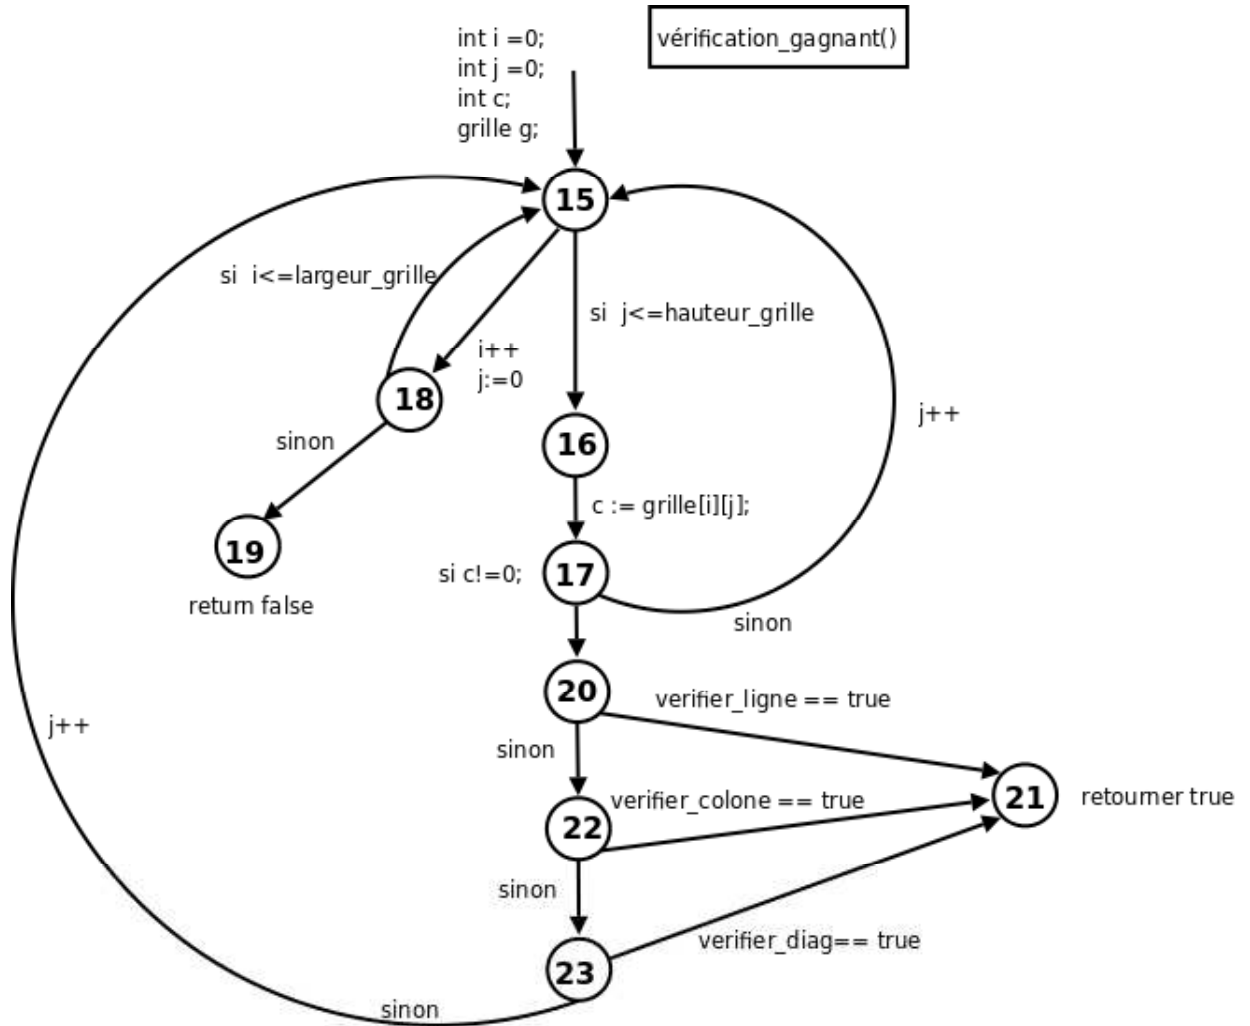 int i =0;
int j =0;
int c;
grille g;
vérification_gagnant()
15
si i<=largeur_grille
si j<=hauteur_grille
i++
j:=0
18
j++
16
sinon
c := grille[i][j];
19
si c!=0;
17
return false
sinon
20
verifier_ligne == true
j++
sinon
21
retourner true
verifier_colone == true
22
sinon
verifier_diag== true
23
sinon